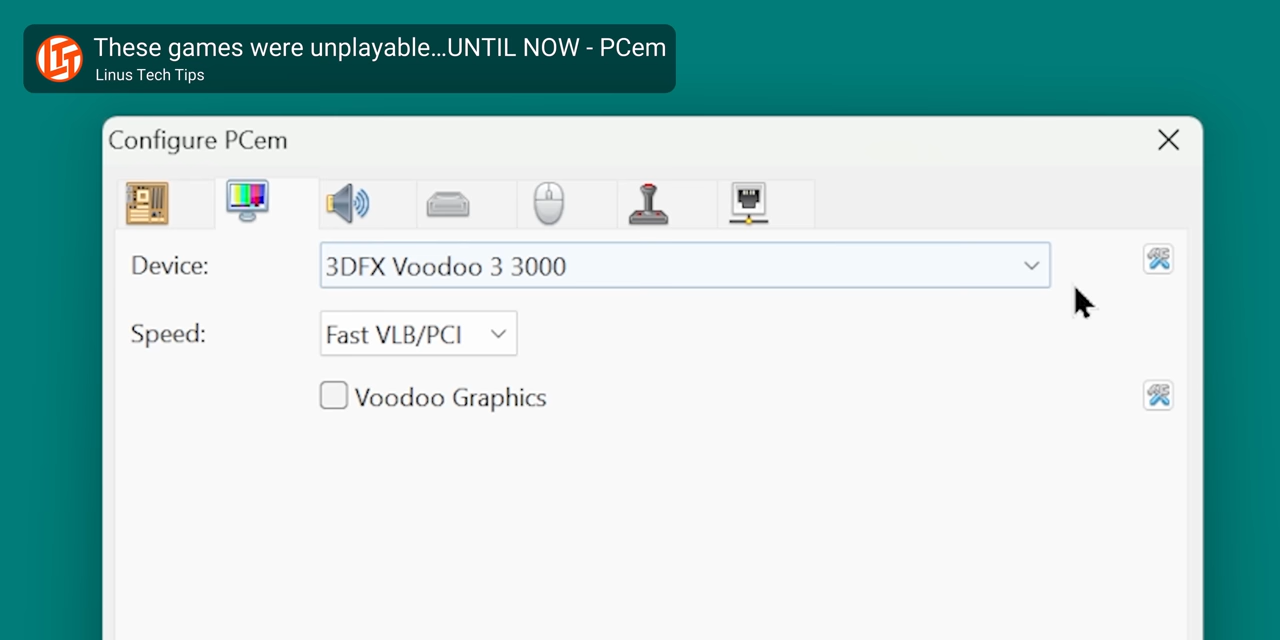 These games were unplayable...UNTIL NOW - PCem
Linus Tech Tips
Configure PCem
Device:
3DFX Voodoo 3 3000
Speed:
Fast VLB/PCI
Voodoo Graphics